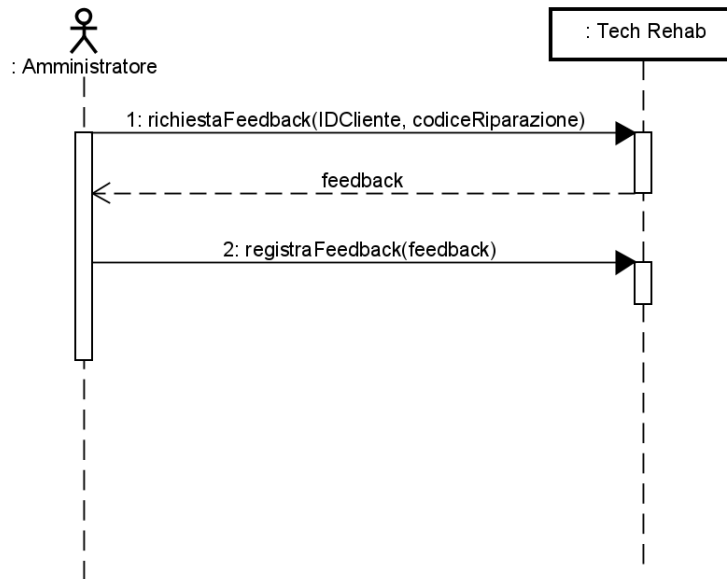 : Amministratore
: Tech Rehab
1: richiestaFeedback(IDCliente, codiceRiparazione)
feedback
2: registraFeedback(feedback)